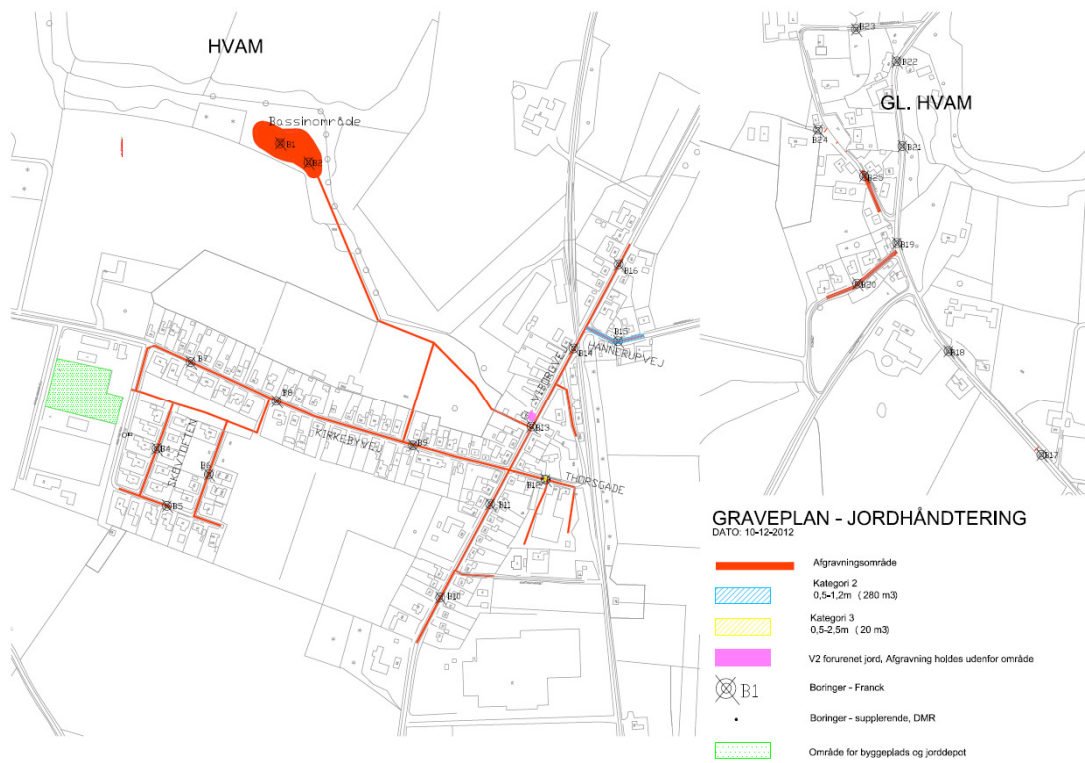 HVAM
Bassinområde
B1
B2
B16
B15
HANNERUPVEJ
B14
VIBORGVEJ
B13
B7
B8
KIRKEBYVEJ
B9
B4
SKOVTOFTEN
B6
B5
B12
THORSGADE
B11
B10
B23
B22
GL. HVAM
B24
B21
B25
B19
B20
B18
B17
GRAVEPLAN - JORDHÅNDTERING
DATO: 10-12-2012
Afgravningsområde
Kategori 2
0,5-1,2m ( 280 m3)
Kategori 3
0,5-2,5m ( 20 m3)
V2 forurenet jord, Afgravning holdes udenfor område
B1
Boringer - Franck
Boringer - supplerende, DMR
Område for byggeplads og jorddepot